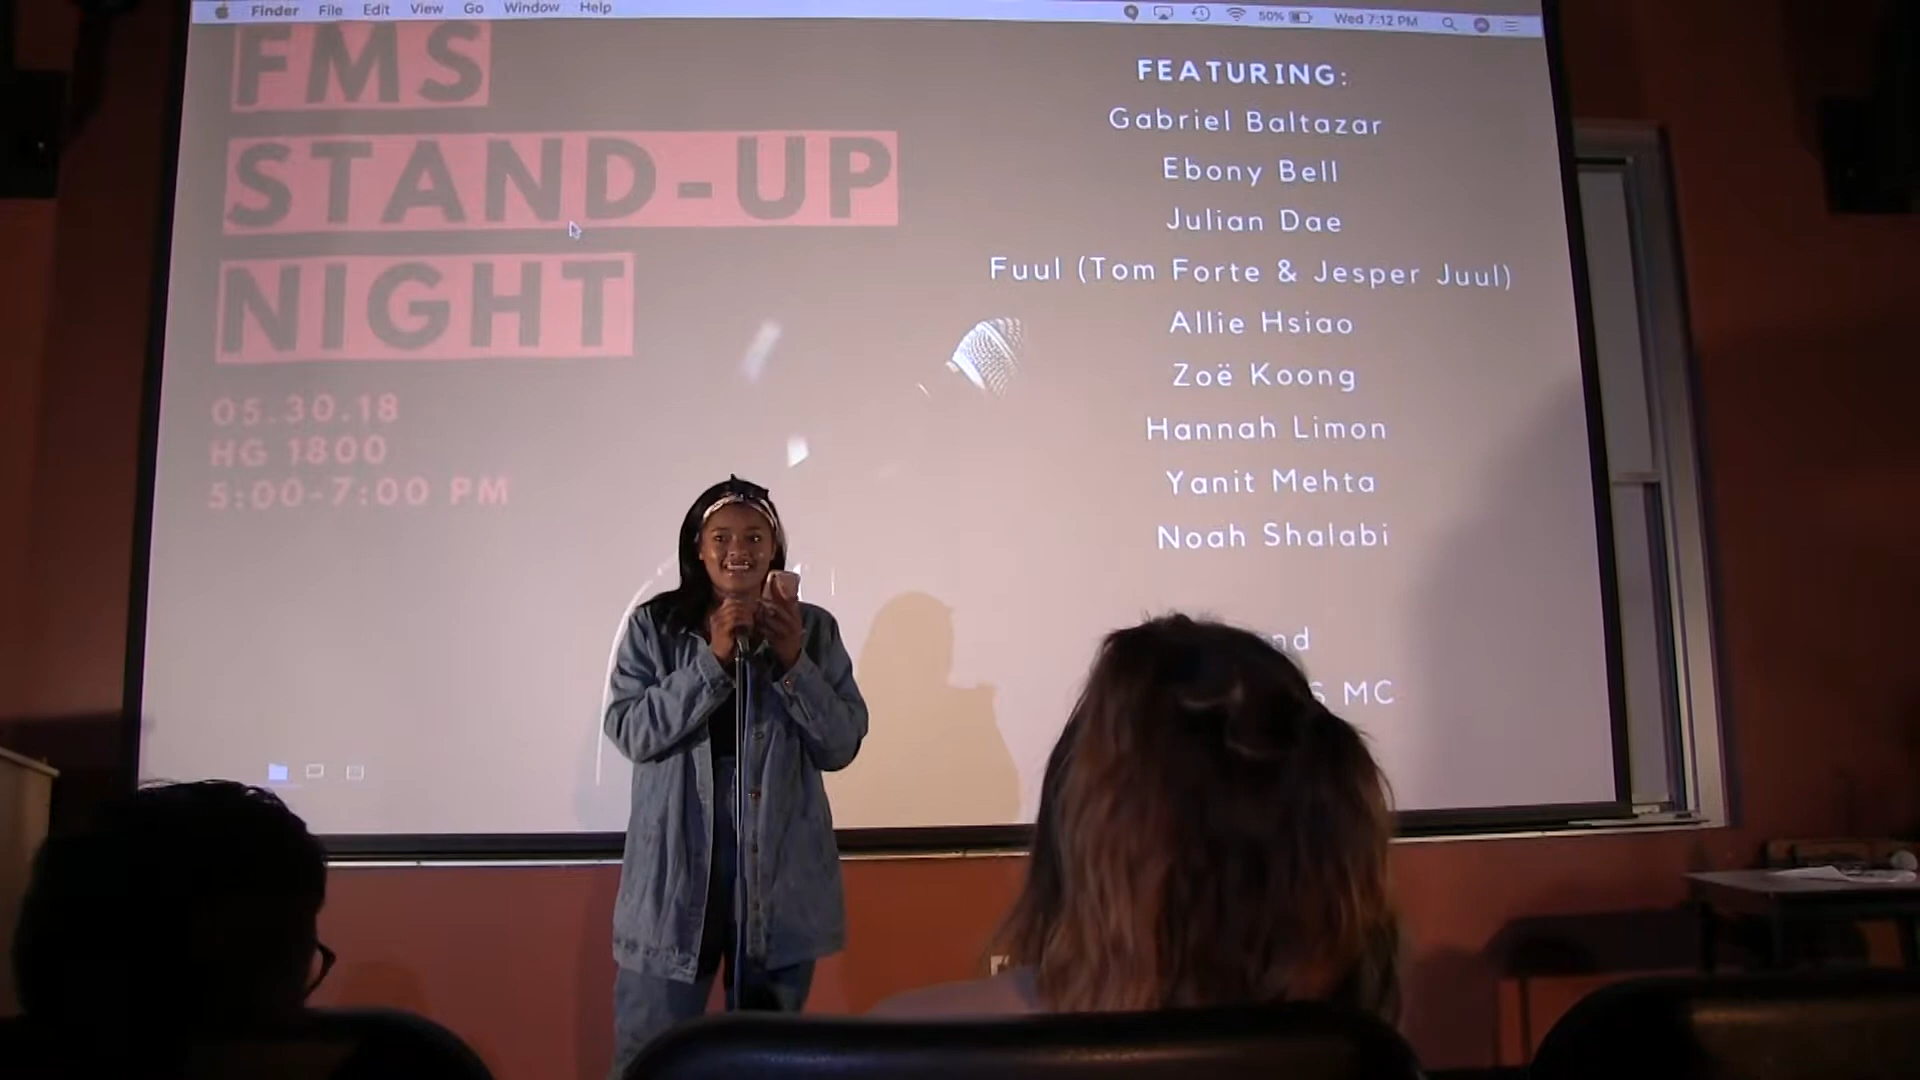 Finder File Edit View Go Window Help
50% Wed 7:12 PM
FMS
STAND-UP
NIGHT
05.30.18
HG 1800
5:00-7:00 PM
FEATURING:
Gabriel Baltazar
Ebony Bell
Julian Dae
Fuul (Tom Forte & Jesper Juul)
Allie Hsiao
Zoë Koong
Hannah Limon
Yanit Mehta
Noah Shalabi
MC